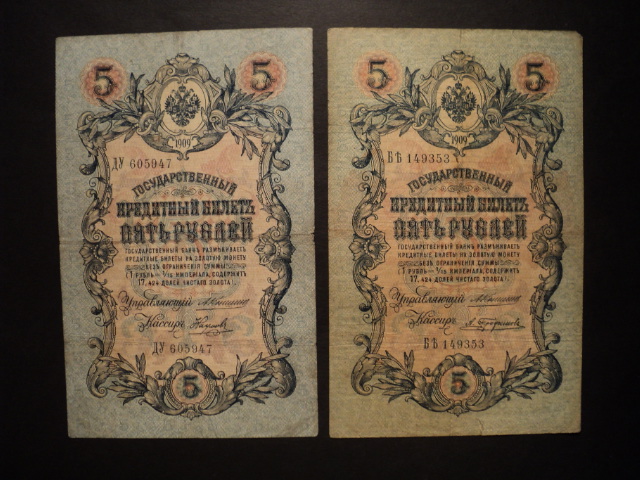 5 5
1909
ДУ 605947
ГОСУДАРСТВЕННЫЙ
КРЕДИТНЫЙ БИЛЕТЪ
ПЯТЬ РУБЛЕЙ
ГОСУДАРСТВЕННЫЙ БАНКЪ РАЗМѢНИВАЕТЪ
КРЕДИТНЫЕ БИЛЕТЫ НА ЗОЛОТУЮ МОНЕТУ
БЕЗЪ ОГРАНИЧЕНІЯ СУММЫ
(1 РУБЛЬ = 1/15 ИМПЕРІАЛА, СОДЕРЖИТЪ
17,424 ДОЛЕЙ ЧИСТАГО ЗОЛОТА).
Управляющій
Кассиръ
ДУ 605947
5
5 5
1909
БЪ 149353
ГОСУДАРСТВЕННЫЙ
КРЕДИТНЫЙ БИЛЕТЪ
ПЯТЬ РУБЛЕЙ
ГОСУДАРСТВЕННЫЙ БАНКЪ РАЗМѢНИВАЕТЪ
КРЕДИТНЫЕ БИЛЕТЫ НА ЗОЛОТУЮ МОНЕТУ
БЕЗЪ ОГРАНИЧЕНІЯ СУММЫ
(1 РУБЛЬ = 1/15 ИМПЕРІАЛА, СОДЕРЖИТЪ
17,424 ДОЛЕЙ ЧИСТАГО ЗОЛОТА).
Управляющій
Кассиръ
БЪ 149353
5